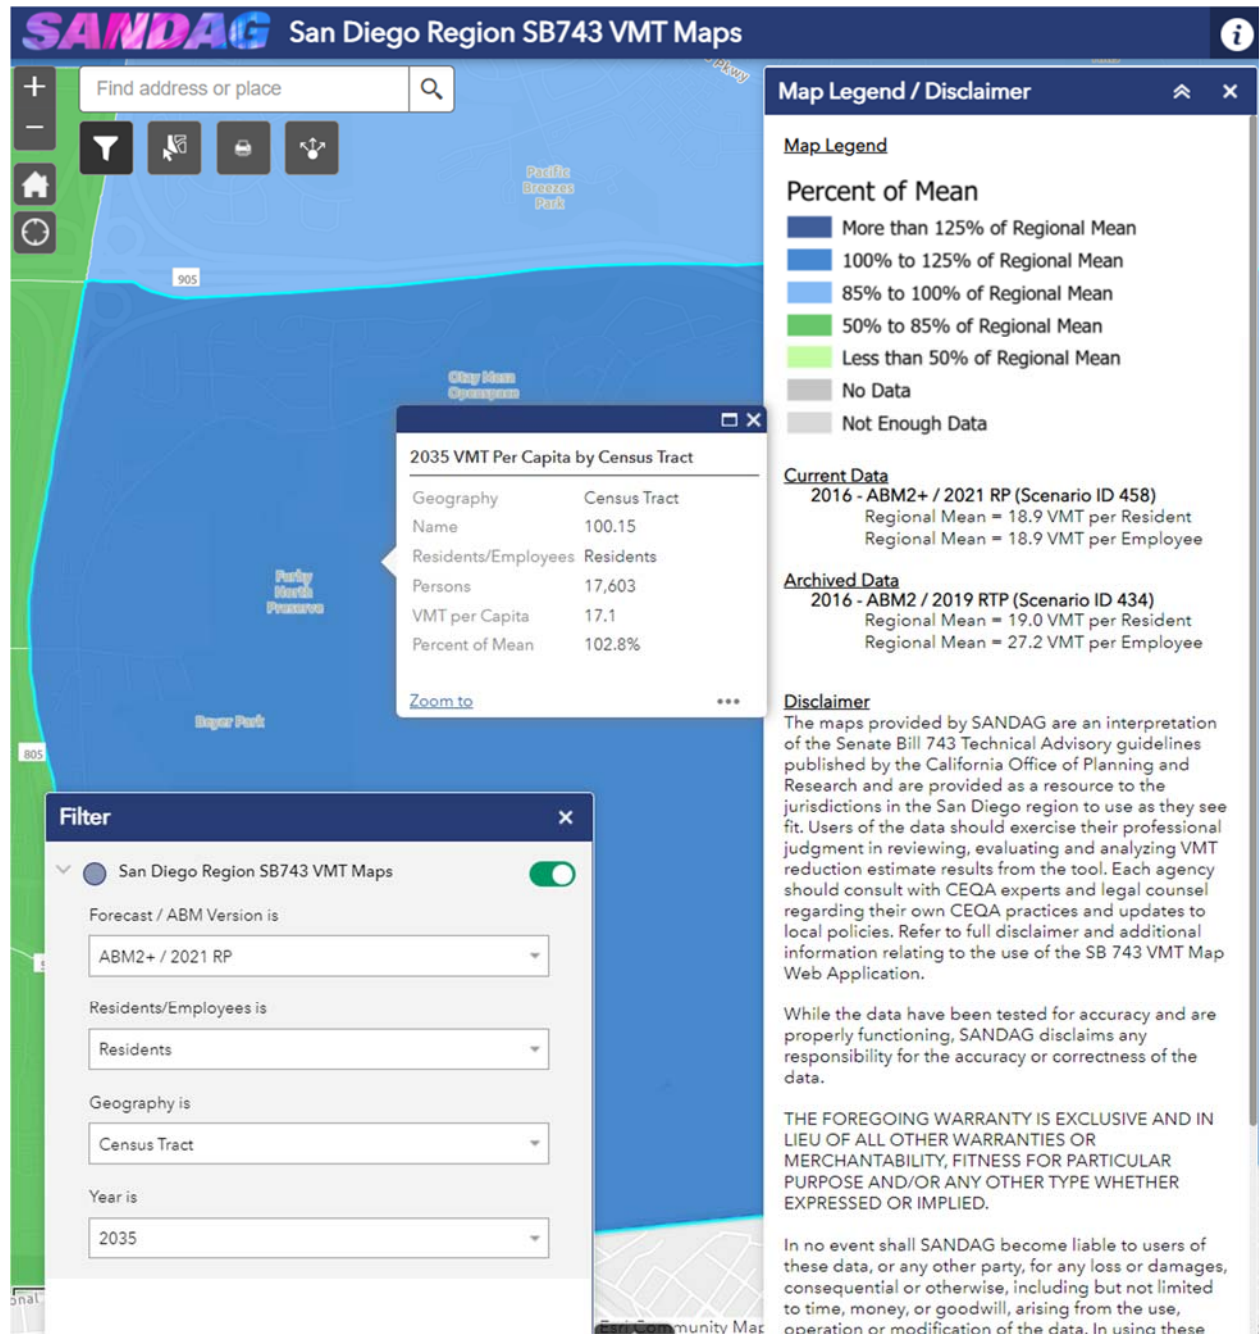 SANDAG San Diego Region SB743 VMT Maps
Find address or place
Pkwy
Pacific
Breezes
Park
905
Otay Mesa
Openspace
Furby
North
Preserve
Beyer Park
805
2035 VMT Per Capita by Census Tract
Geography Census Tract
Name 100.15
Residents/Employees Residents
Persons 17,603
VMT per Capita 17.1
Percent of Mean 102.8%
Zoom to
Filter
San Diego Region SB743 VMT Maps
Forecast / ABM Version is
ABM2+ / 2021 RP
Residents/Employees is
Residents
Geography is
Census Tract
Year is
2035
Map Legend / Disclaimer
Map Legend
Percent of Mean
More than 125% of Regional Mean
100% to 125% of Regional Mean
85% to 100% of Regional Mean
50% to 85% of Regional Mean
Less than 50% of Regional Mean
No Data
Not Enough Data
Current Data
2016 - ABM2+ / 2021 RP (Scenario ID 458)
Regional Mean = 18.9 VMT per Resident
Regional Mean = 18.9 VMT per Employee
Archived Data
2016 - ABM2 / 2019 RTP (Scenario ID 434)
Regional Mean = 19.0 VMT per Resident
Regional Mean = 27.2 VMT per Employee
Disclaimer
The maps provided by SANDAG are an interpretation
of the Senate Bill 743 Technical Advisory guidelines
published by the California Office of Planning and
Research and are provided as a resource to the
jurisdictions in the San Diego region to use as they see
fit. Users of the data should exercise their professional
judgment in reviewing, evaluating and analyzing VMT
reduction estimate results from the tool. Each agency
should consult with CEQA experts and legal counsel
regarding their own CEQA practices and updates to
local policies. Refer to full disclaimer and additional
information relating to the use of the SB 743 VMT Map
Web Application.
While the data have been tested for accuracy and are
properly functioning, SANDAG disclaims any
responsibility for the accuracy or correctness of the
data.
THE FOREGOING WARRANTY IS EXCLUSIVE AND IN
LIEU OF ALL OTHER WARRANTIES OR
MERCHANTABILITY, FITNESS FOR PARTICULAR
PURPOSE AND/OR ANY OTHER TYPE WHETHER
EXPRESSED OR IMPLIED.
In no event shall SANDAG become liable to users of
these data, or any other party, for any loss or damages,
consequential or otherwise, including but not limited
to time, money, or goodwill, arising from the use,
operation or modification of the data. In using these
Esri Community Map